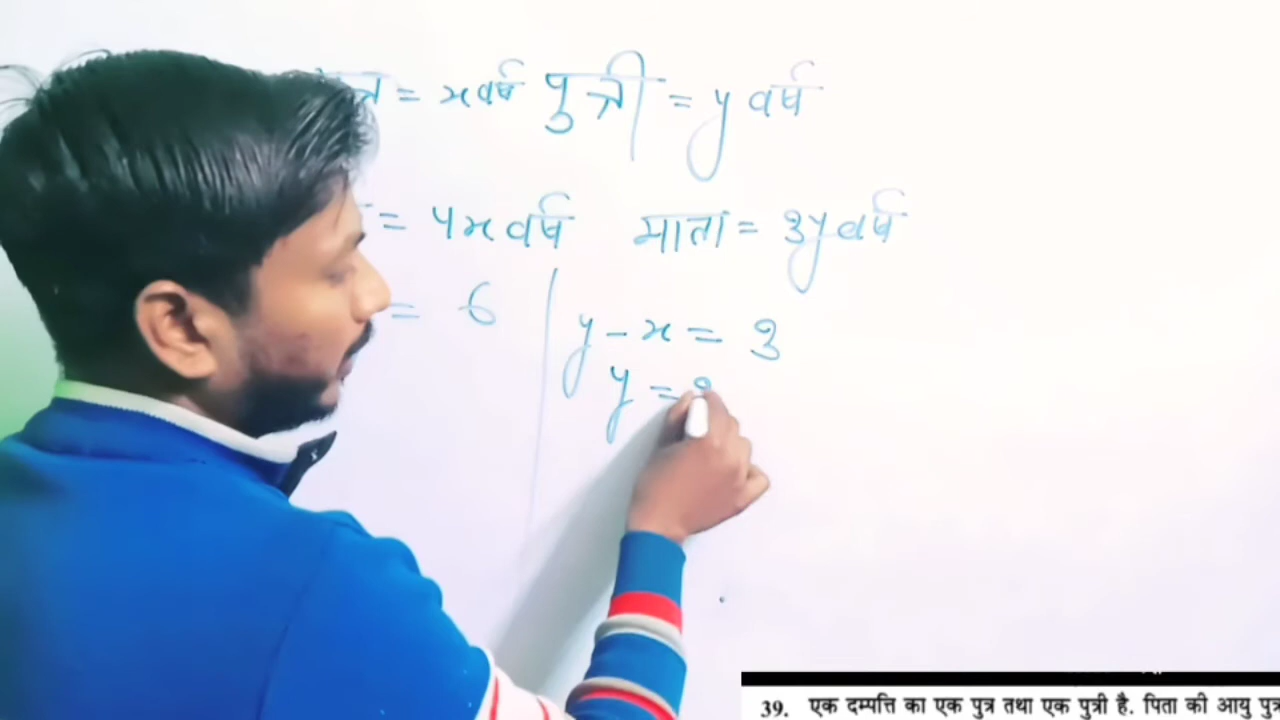 = x वर्ष पुत्री = y वर्ष
= 4x वर्ष माता = 3y वर्ष
= 6
y - x = 3
y =
39. एक दम्पत्ति का एक पुत्र तथा एक पुत्री है. पिता की आयु पुत्र